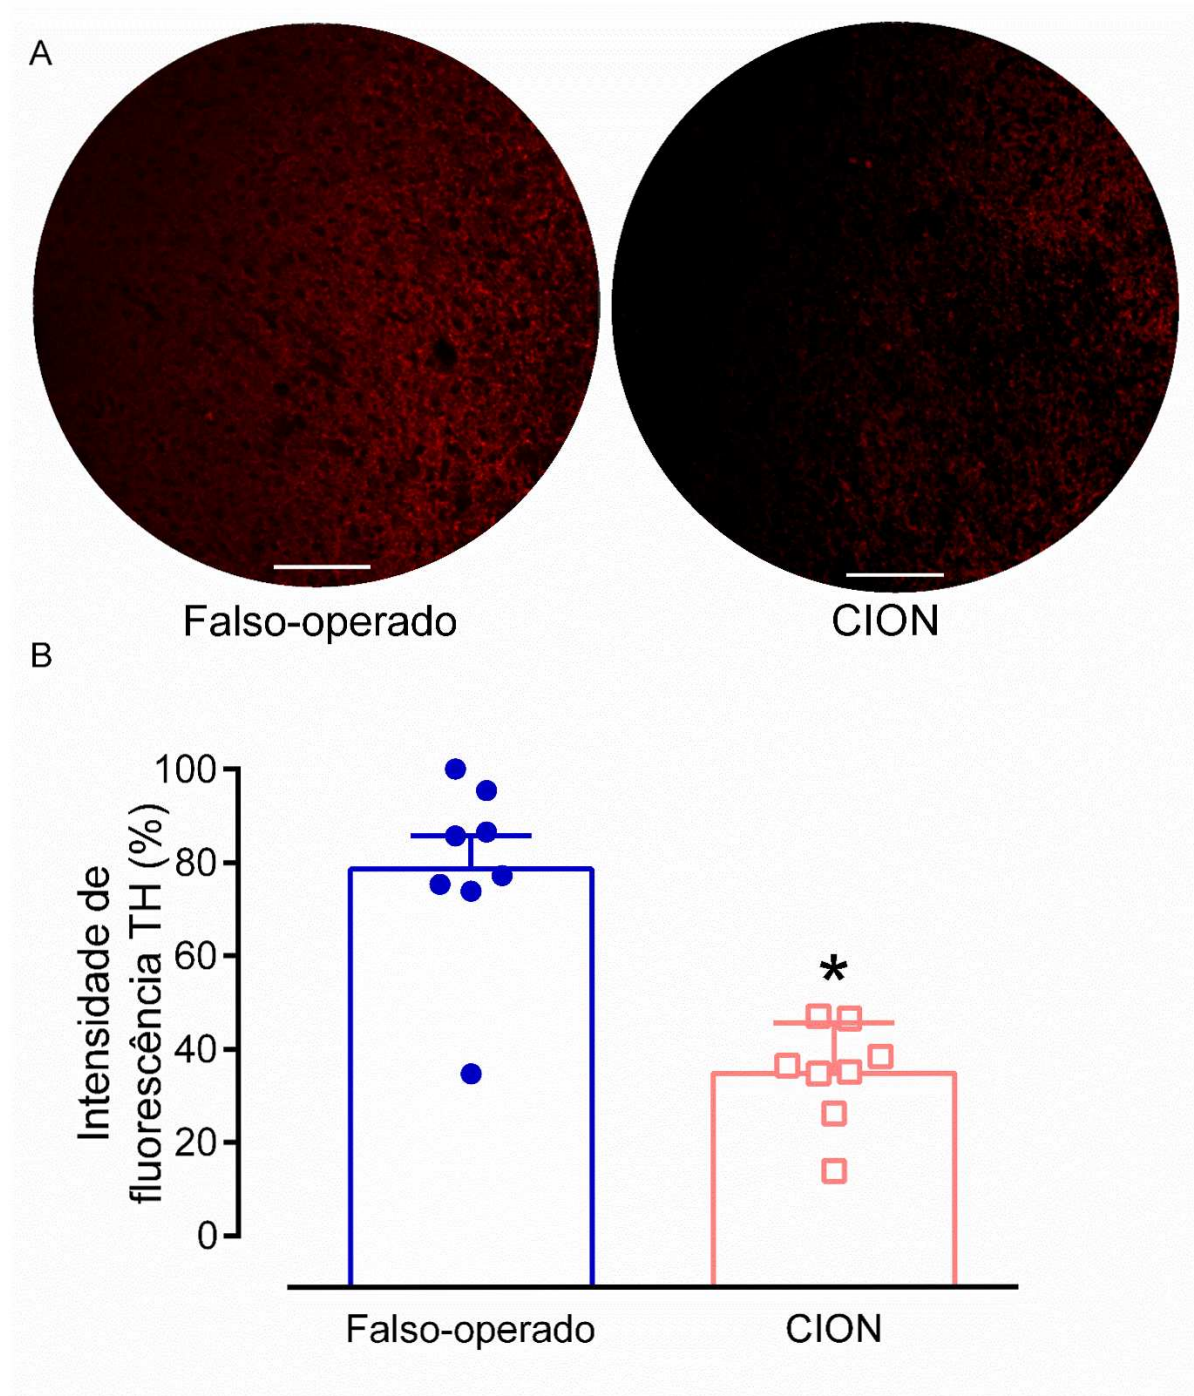 A
Falso-operado
CION
B
Intensidade de
fluorescência TH (%)
100
80
60
40
20
0
*
Falso-operado
CION